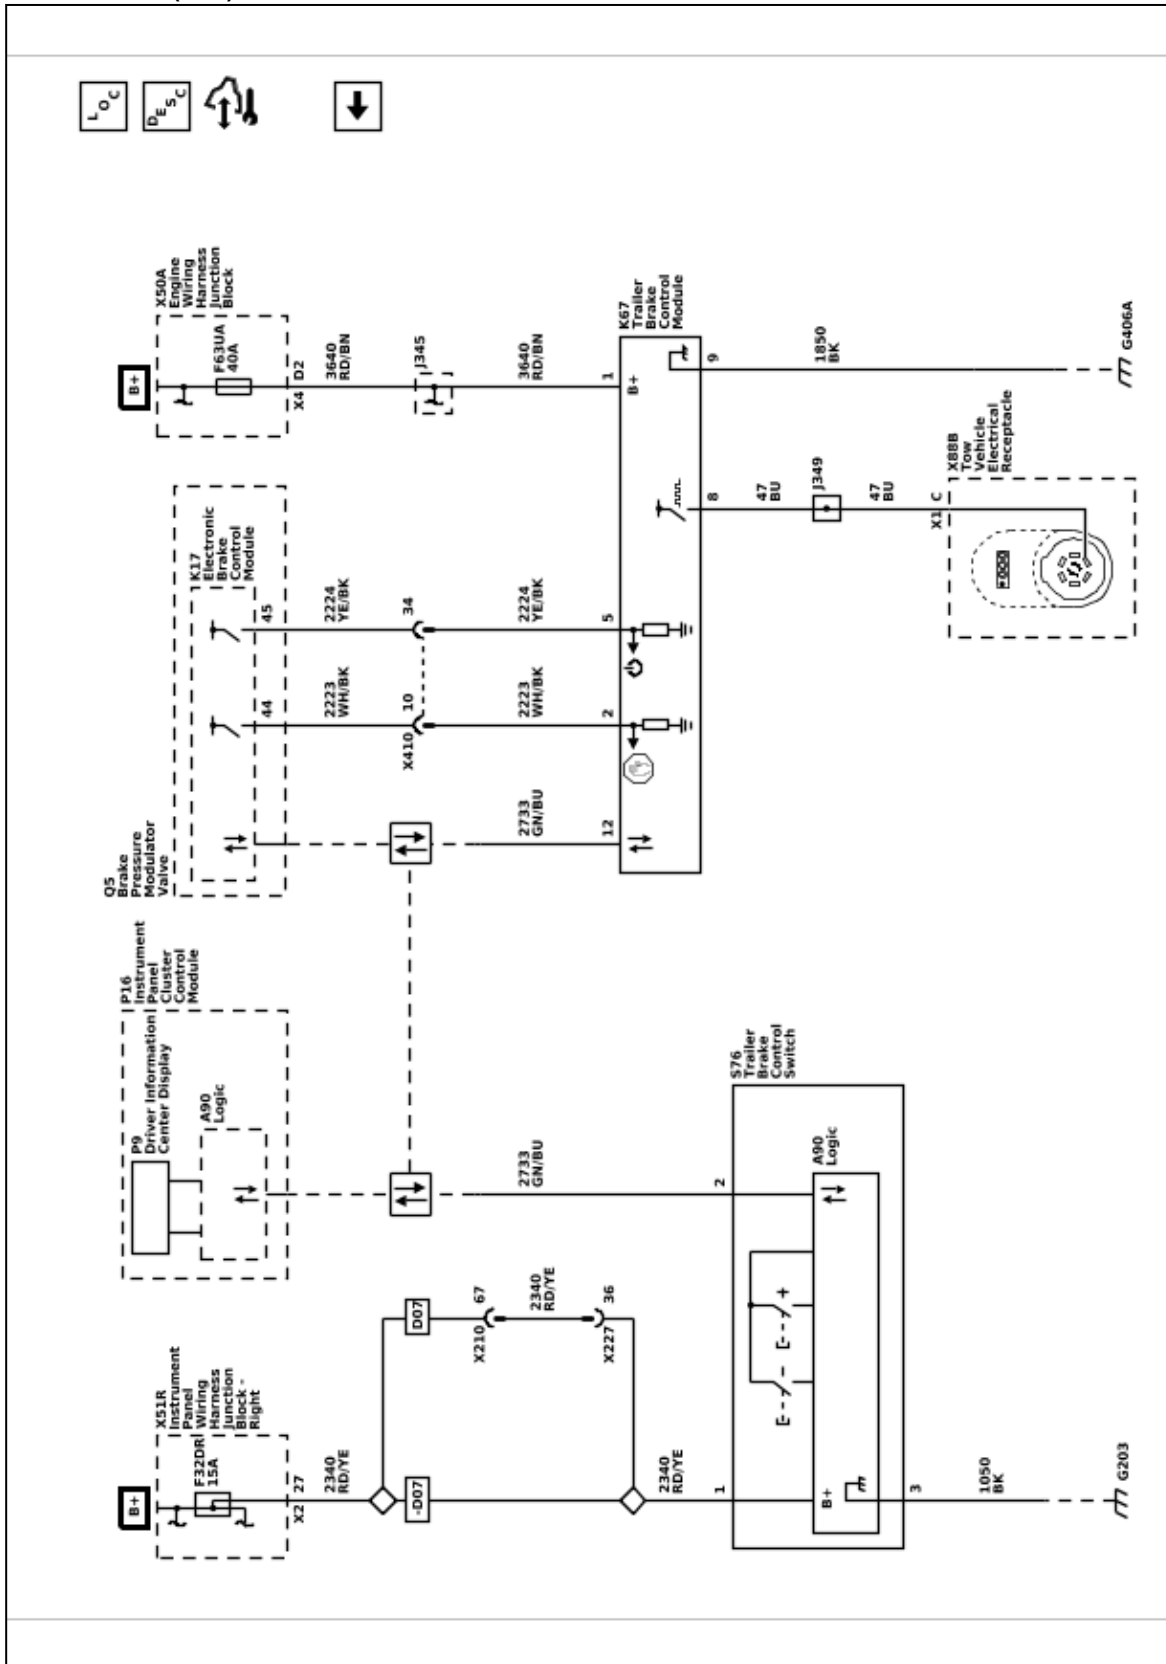 L O C
D E S C
B+
X51R
Instrument
Panel
Wiring
Harness
Junction
Block -
Right
F32DR
15A
X2
27
2340
RD/YE
-D07
D07
X210
67
2340
RD/YE
X227
36
2340
RD/YE
1
B+
3
1050
BK
G203
P16
Instrument
Panel
Cluster
Control
Module
P9
Driver Information
Center Display
A90
Logic
2733
GN/BU
2
S76
Trailer
Brake
Control
Switch
A90
Logic
-
+
Q5
Brake
Pressure
Modulator
Valve
K17
Electronic
Brake
Control
Module
44
45
2223
WH/BK
2224
YE/BK
X410
10
34
2733
GN/BU
2223
WH/BK
2224
YE/BK
12
2
5
B+
X50A
Engine
Wiring
Harness
Junction
Block
F63UA
40A
X4
D2
3640
RD/BN
J345
3640
RD/BN
1
B+
K67
Trailer
Brake
Control
Module
8
9
47
BU
J349
47
BU
X1
C
1850
BK
G406A
X88B
Tow
Vehicle
Electrical
Receptacle